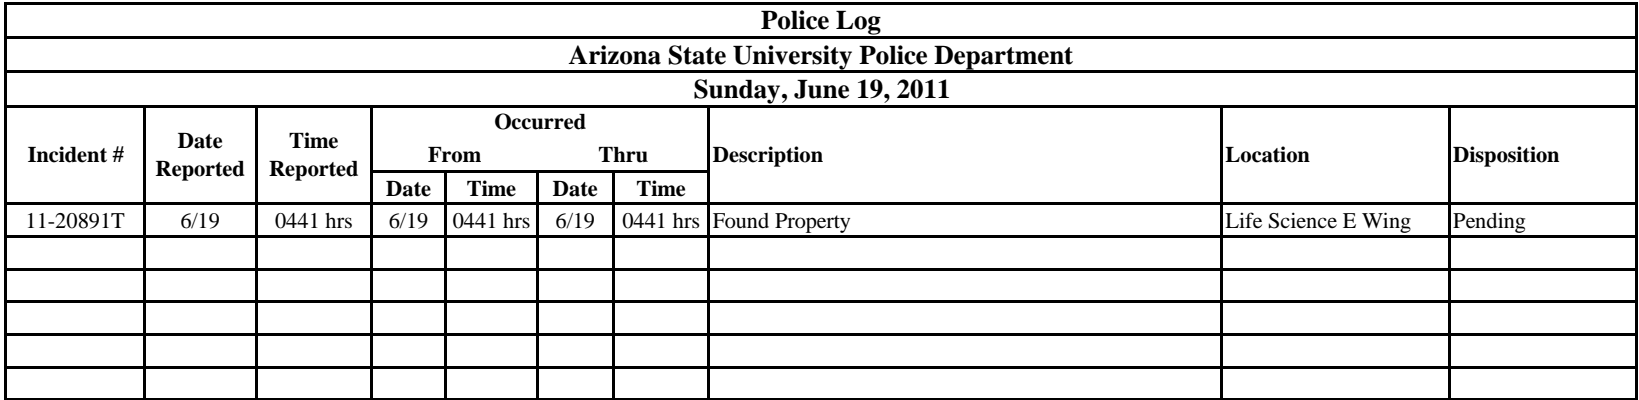 Police Log
Arizona State University Police Department
Sunday, June 19, 2011
Incident # Date Reported Time Reported Occurred Description Location Disposition
From Thru
Date Time Date Time
11-20891T 6/19 0441 hrs 6/19 0441 hrs 6/19 0441 hrs Found Property Life Science E Wing Pending